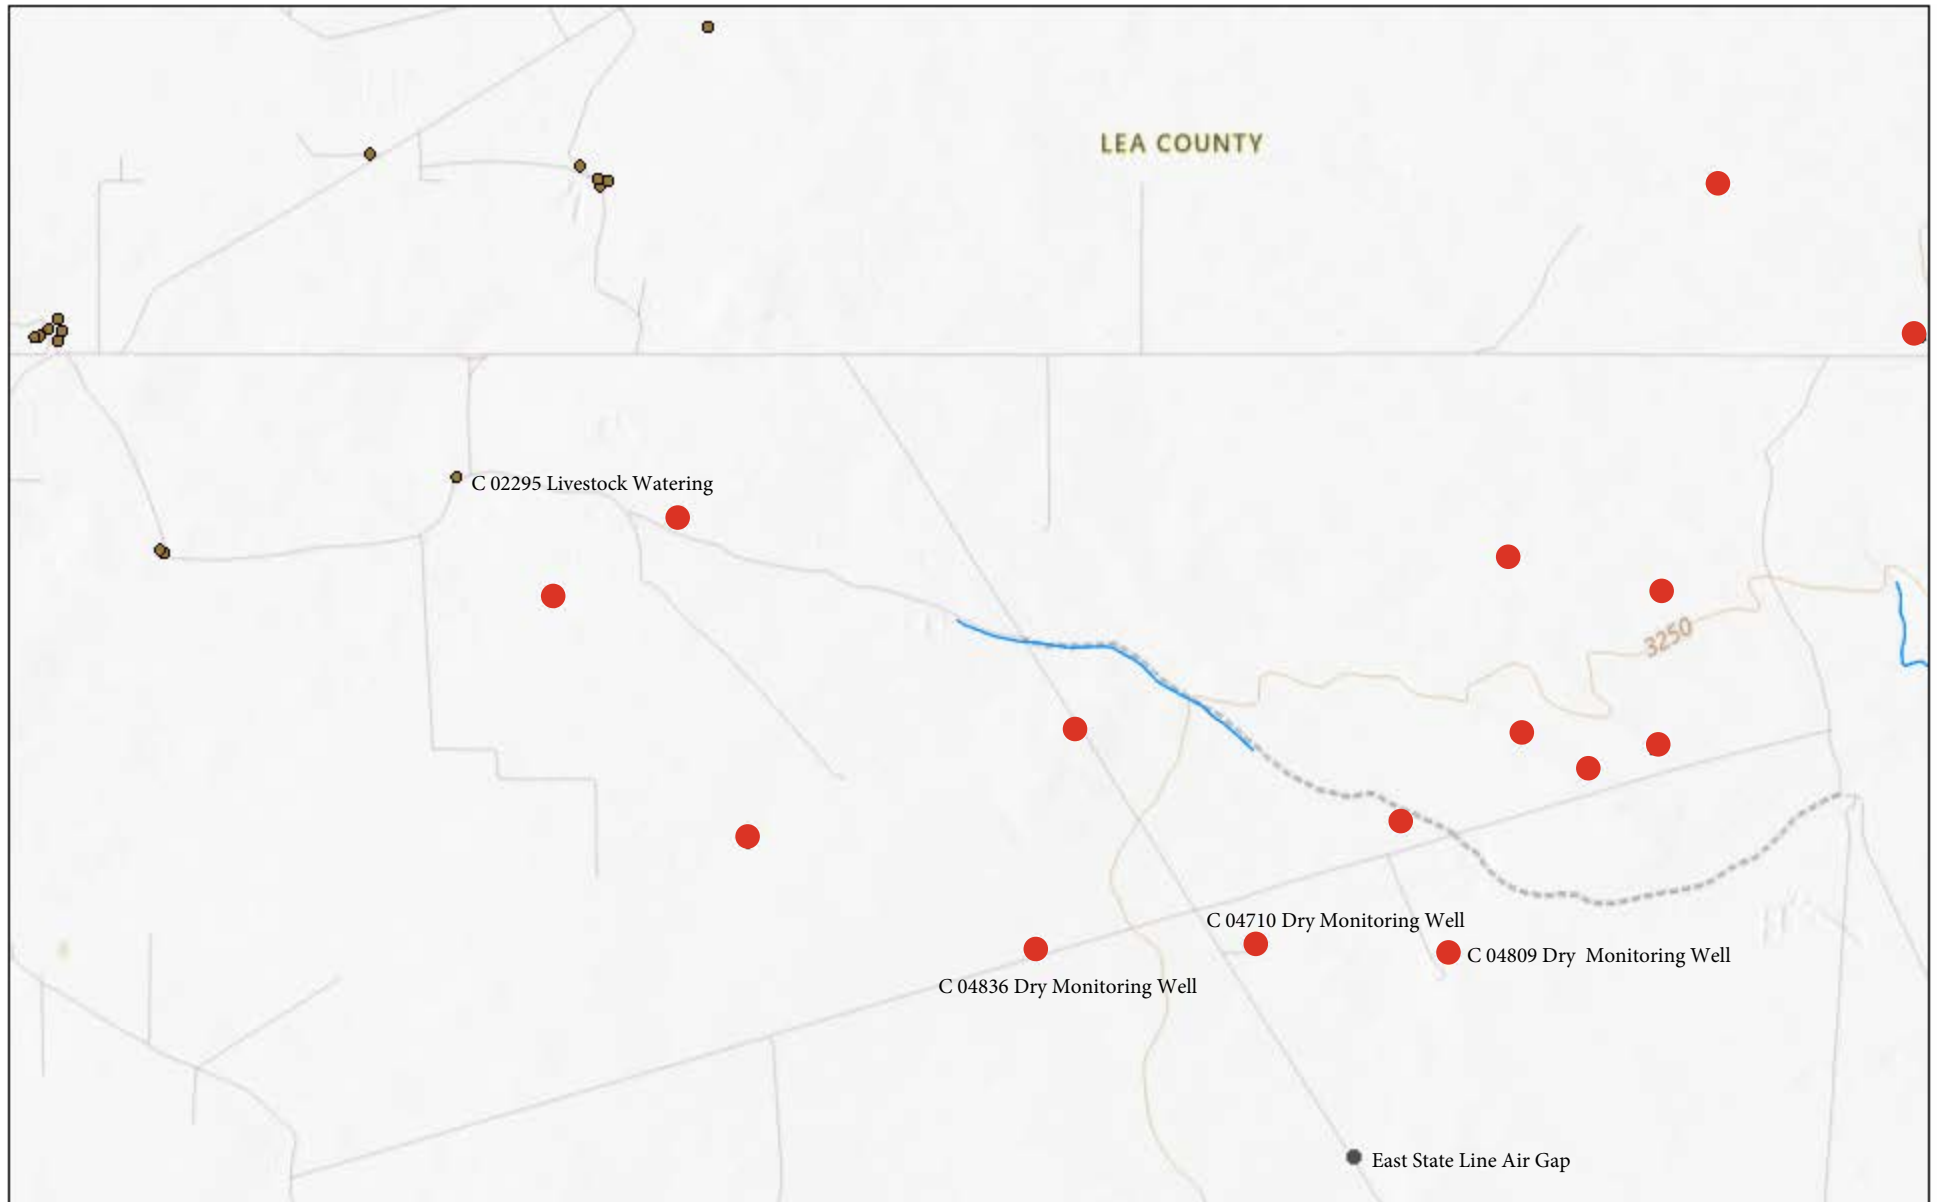 LEA COUNTY
C 02295 Livestock Watering
3250
C 04710 Dry Monitoring Well
C 04809 Dry  Monitoring Well
C 04836 Dry Monitoring Well
East State Line Air Gap